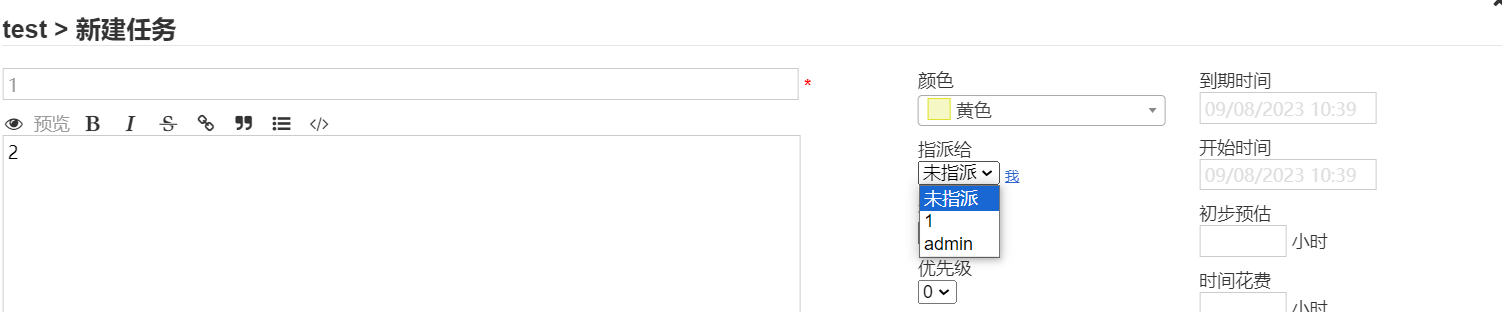 test > 新建任务
1
*
预览 B I S </>
2
颜色
黄色
指派给
未指派 我
未指派
1
admin
优先级
0
到期时间
09/08/2023 10:39
开始时间
09/08/2023 10:39
初步预估
小时
时间花费
小时